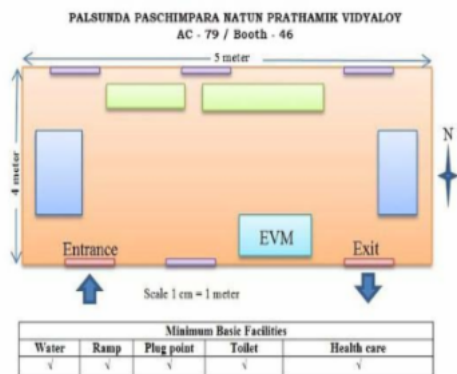 PALSUNDA PASCHIMPARA NATUN PRATHAMIK VIDYALOY
AC - 79 / Booth - 46
5 meter
4 meter
N
EVM
Entrance
Exit
Scale 1 cm = 1 meter
Minimum Basic Facilities
Water Ramp Plug point Toilet Health care
√ √ √ √ √